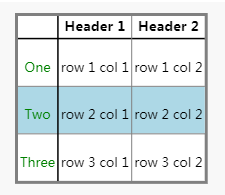 Header 1 Header 2
One row 1 col 1 row 1 col 2
Two row 2 col 1 row 2 col 2
Three row 3 col 1 row 3 col 2